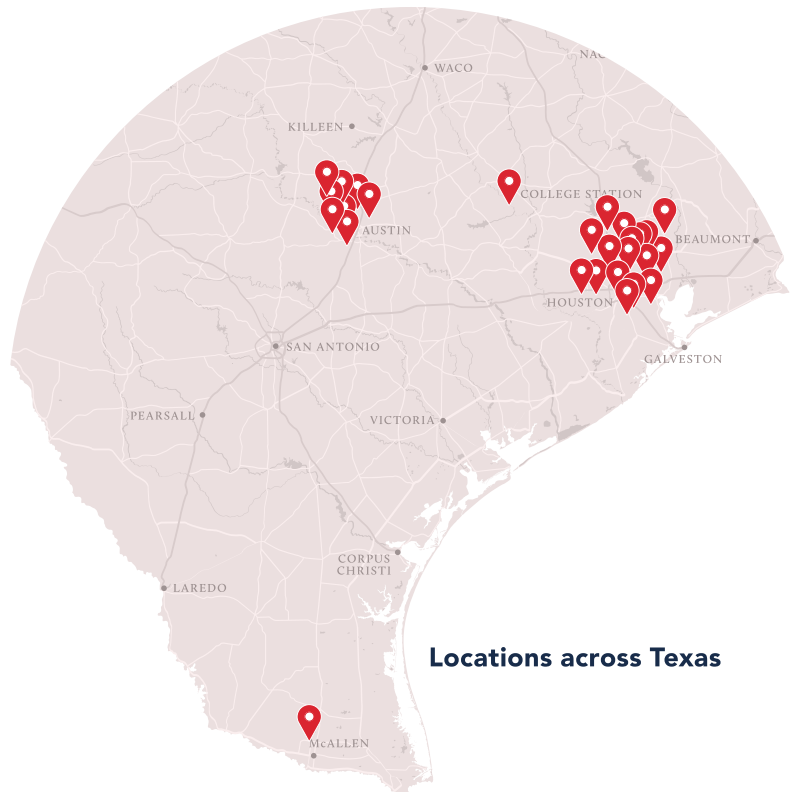 NAC
WACO
KILLEEN
COLLEGE STATION
AUSTIN
BEAUMONT
HOUSTON
SAN ANTONIO
GALVESTON
PEARSALL
VICTORIA
CORPUS
CHRISTI
LAREDO
Locations across Texas
McALLEN